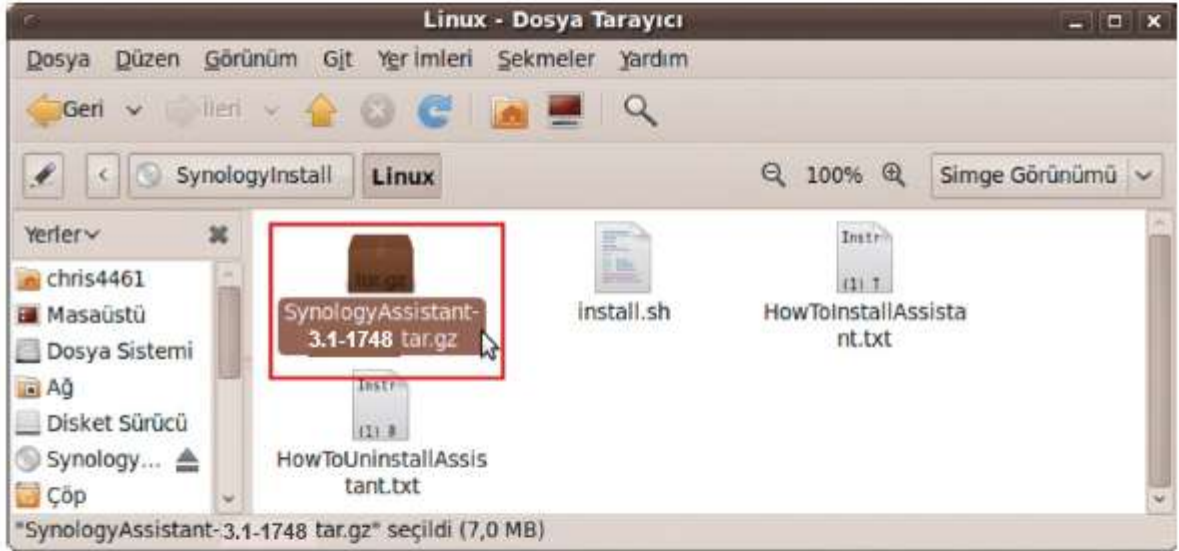 Linux - Dosya Tarayıcı
Dosya Düzen Görünüm Git Yer İmleri Sekmeler Yardım
Geri İleri
SynologyInstall Linux 100% Simge Görünümü
Yerler
chris4461
Masaüstü
Dosya Sistemi
Ağ
Disket Sürücü
Synology...
Çöp
tar.gz
SynologyAssistant-
3.1-1748 tar.gz
install.sh
Instr
(1) T
HowToInstallAssista
nt.txt
Instr
(1) B
HowToUninstallAssis
tant.txt
"SynologyAssistant-3.1-1748 tar.gz" seçildi (7,0 MB)